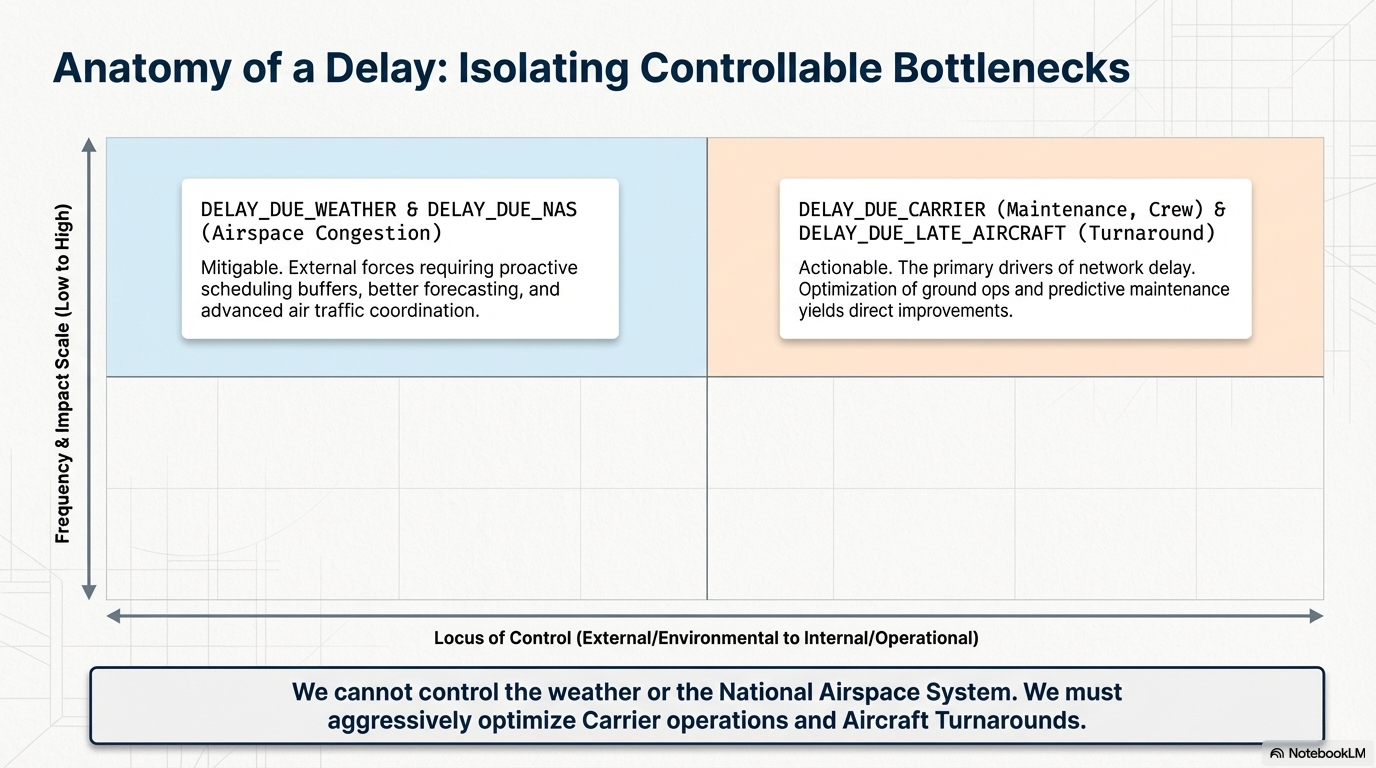 Anatomy of a Delay: Isolating Controllable Bottlenecks
Frequency & Impact Scale (Low to High)
DELAY_DUE_WEATHER & DELAY_DUE_NAS
(Airspace Congestion)
Mitigable. External forces requiring proactive
scheduling buffers, better forecasting, and
advanced air traffic coordination.
DELAY_DUE_CARRIER (Maintenance, Crew) &
DELAY_DUE_LATE_AIRCRAFT (Turnaround)
Actionable. The primary drivers of network delay.
Optimization of ground ops and predictive maintenance
yields direct improvements.
Locus of Control (External/Environmental to Internal/Operational)
We cannot control the weather or the National Airspace System. We must
aggressively optimize Carrier operations and Aircraft Turnarounds.
NotebookLM